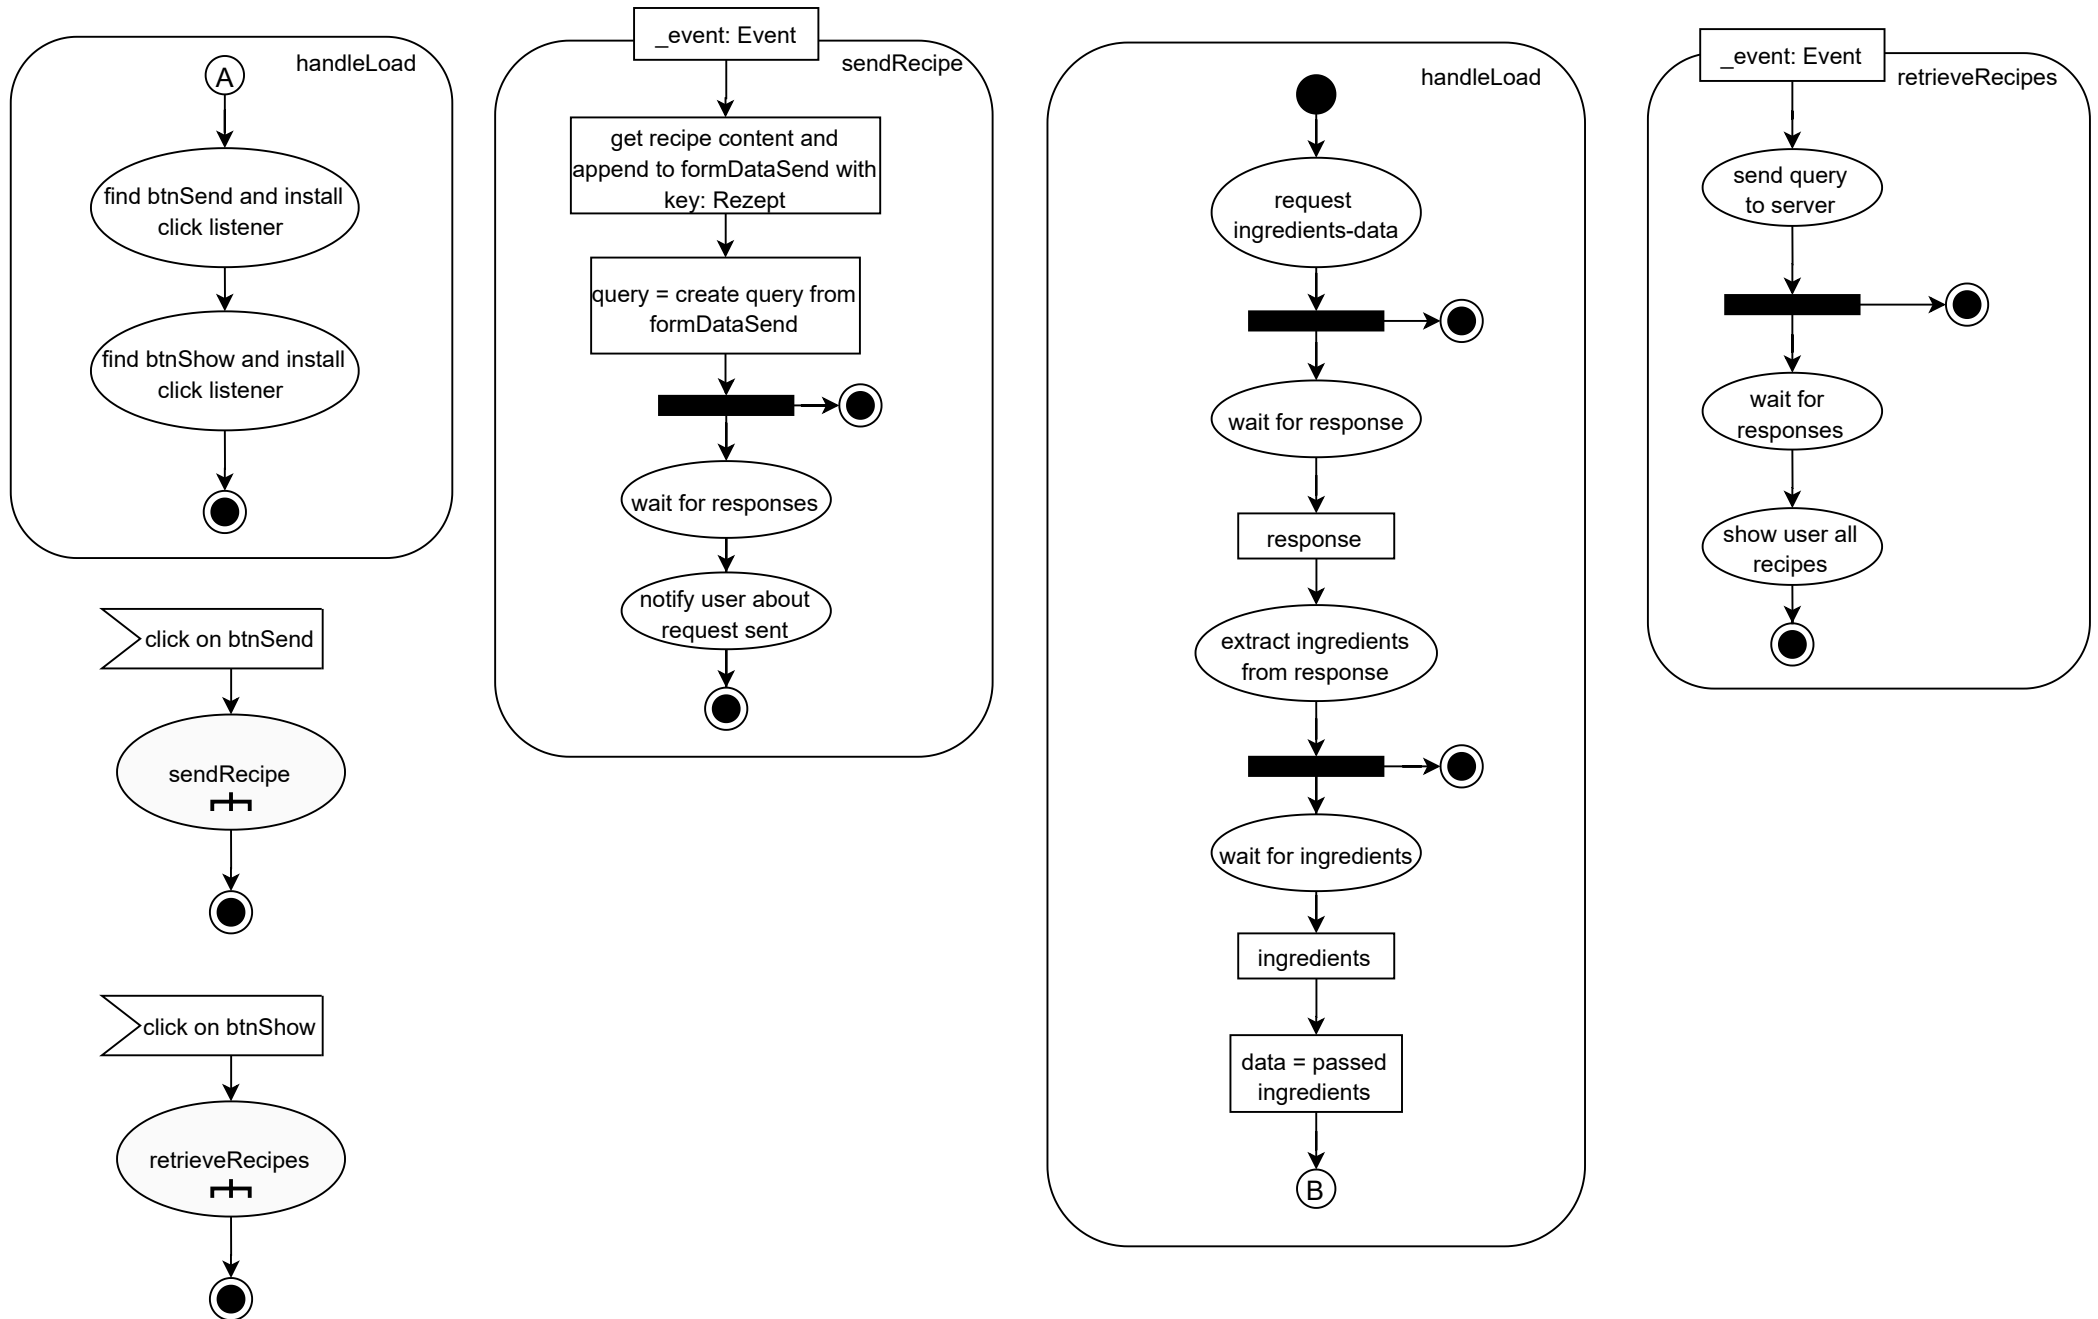 handleLoad
A
find btnSend and install
click listener
find btnShow and install
click listener
click on btnSend
sendRecipe
click on btnShow
retrieveRecipes
_event: Event
sendRecipe
get recipe content and
append to formDataSend with
key: Rezept
query = create query from
formDataSend
wait for responses
notify user about
request sent
handleLoad
request
ingredients-data
wait for response
response
extract ingredients
from response
wait for ingredients
ingredients
data = passed
ingredients
B
_event: Event
retrieveRecipes
send query
to server
wait for
responses
show user all
recipes